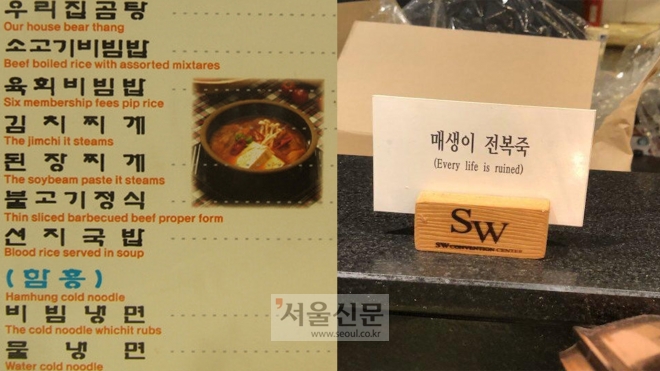 우리집곰탕
Our house bear thang
소고기비빔밥
Beef boiled rice with assorted mixtares
육회비빔밥
Six membership fees pip rice
김치찌게
The jimchi it steams
된장찌게
The soybeam paste it steams
불고기정식
Thin sliced barbecued beef proper form
선지국밥
Blood rice served in soup
(함흥)
Hamhung cold noodle
비빔냉면
The cold noodle whichit rubs
물냉면
Water cold noodle
매생이 전복죽
(Every life is ruined)
SW
SW CONVENTION CENTER
서울신문
www.seoul.co.kr